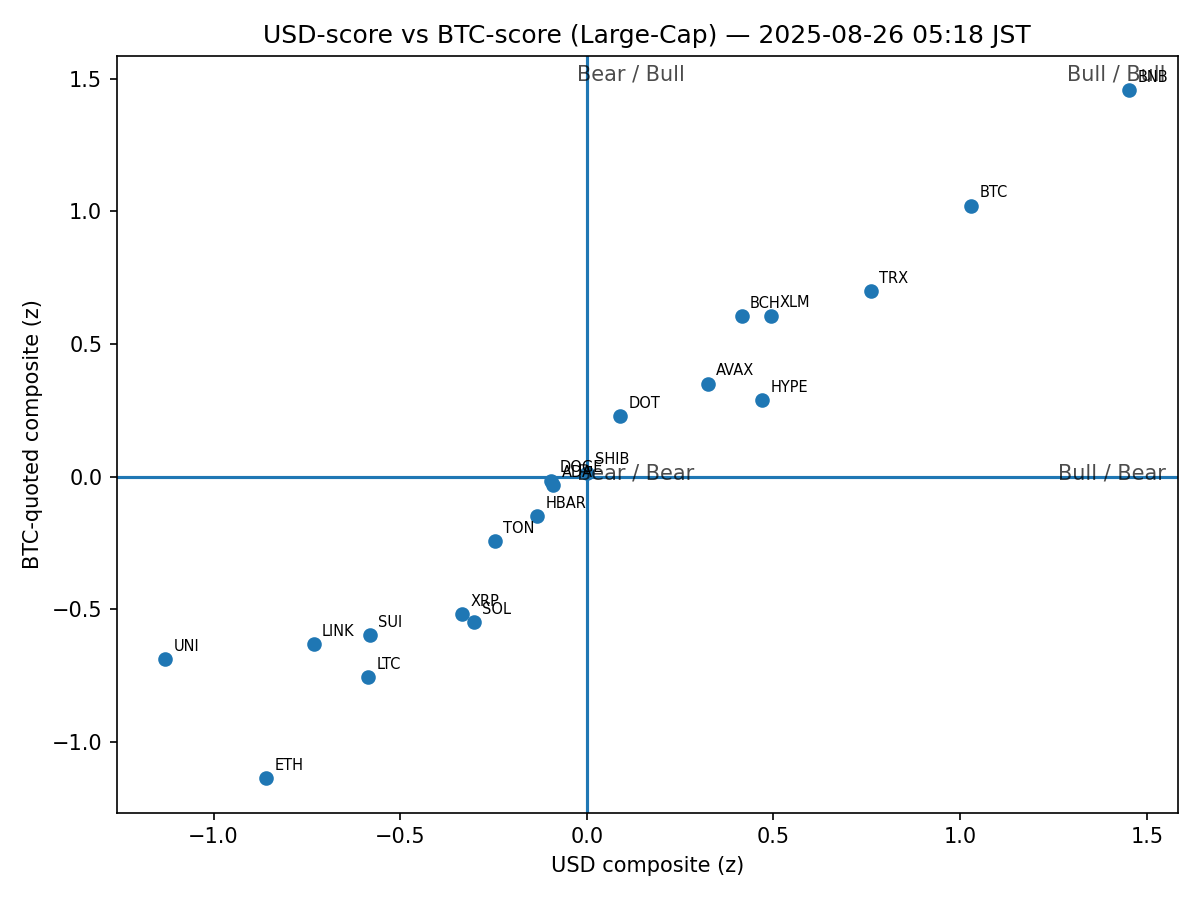 USD-score vs BTC-score (Large-Cap) — 2025-08-26 05:18 JST
BTC-quoted composite (z)
1.5
1.0
0.5
0.0
−0.5
−1.0
Bear / Bull
Bull / Bull
BNB
BTC
TRX
BCH
XLM
AVAX
HYPE
DOT
SHIB
DOGE
ADA
Bear / Bear
Bull / Bear
HBAR
TON
XRP
SOL
SUI
LINK
UNI
LTC
ETH
−1.0
−0.5
0.0
0.5
1.0
1.5
USD composite (z)